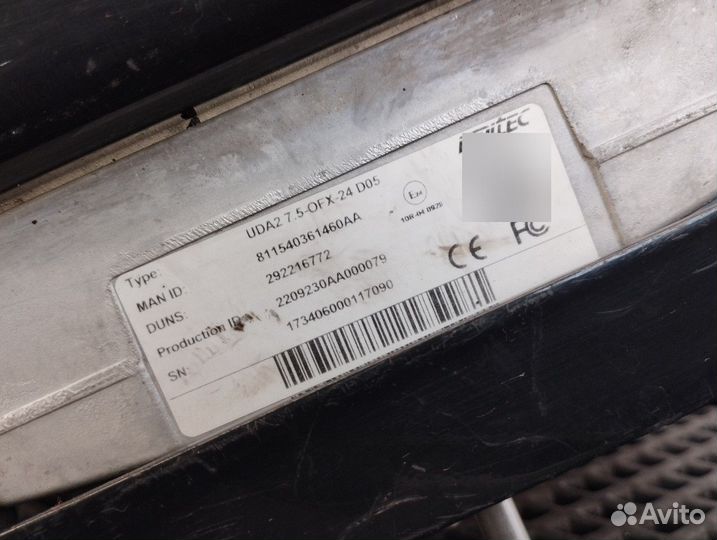 Type: UDA2 7.5-OFX-24 D05
MAN ID: 811540361460AA
DUNS: 292216772
Production ID: 2209230AA000079
SN: 173406000117090
E24
CE FC
Avito